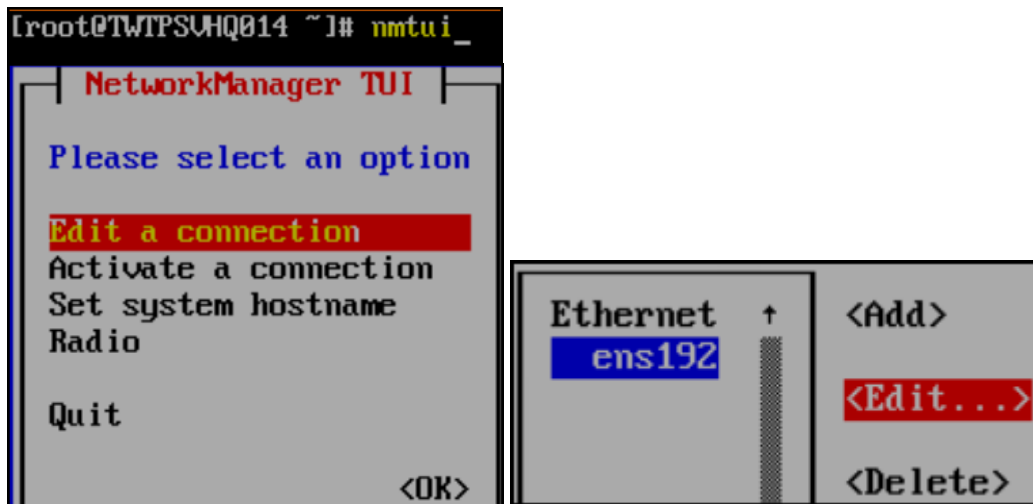 [root@TWTPSVHQ014 ~]# nmtui_
NetworkManager TUI
Please select an option
Edit a connection
Activate a connection
Set system hostname
Radio
Quit
<OK>
Ethernet ↑
ens192
<Add>
<Edit...>
<Delete>